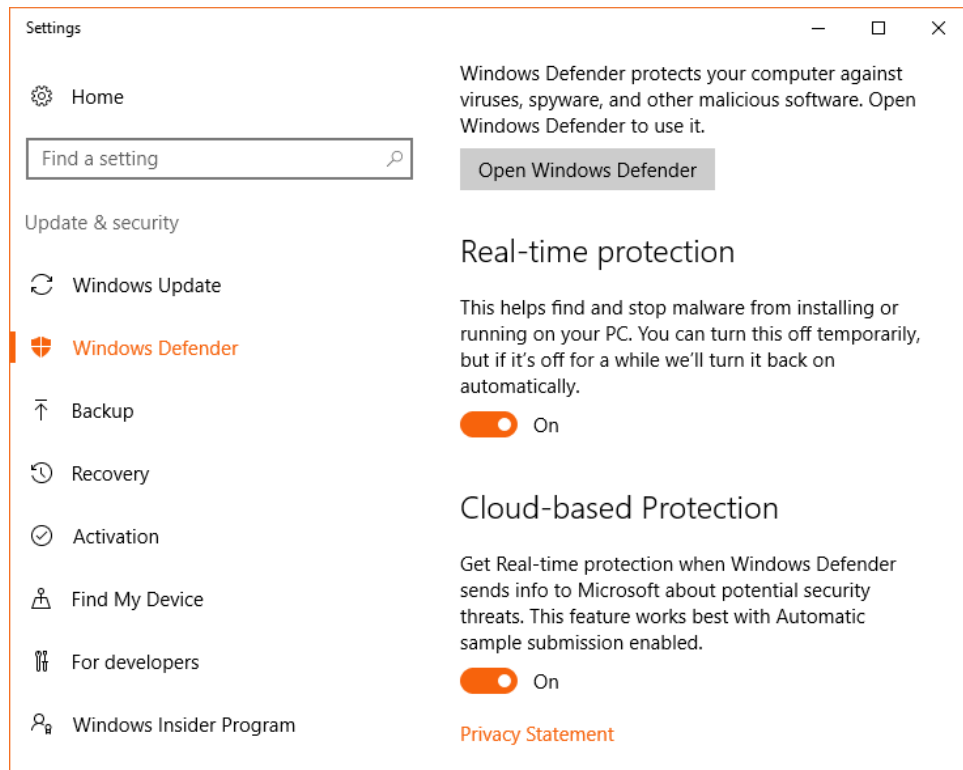 Settings
Home
Find a setting
Update & security
Windows Update
Windows Defender
Backup
Recovery
Activation
Find My Device
For developers
Windows Insider Program
Windows Defender protects your computer against
viruses, spyware, and other malicious software. Open
Windows Defender to use it.
Open Windows Defender
Real-time protection
This helps find and stop malware from installing or
running on your PC. You can turn this off temporarily,
but if it’s off for a while we’ll turn it back on
automatically.
On
Cloud-based Protection
Get Real-time protection when Windows Defender
sends info to Microsoft about potential security
threats. This feature works best with Automatic
sample submission enabled.
On
Privacy Statement